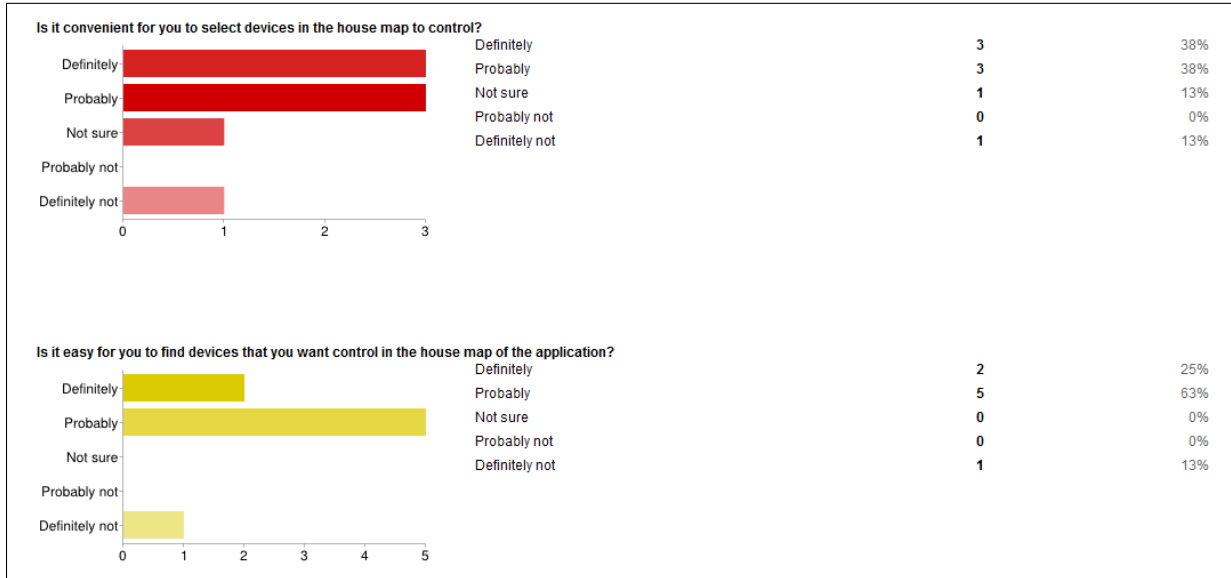 Is it convenient for you to select devices in the house map to control?
Definitely 3 38%
Probably 3 38%
Not sure 1 13%
Probably not 0 0%
Definitely not 1 13%
Definitely
Probably
Not sure
Probably not
Definitely not
0 1 2 3
Is it easy for you to find devices that you want control in the house map of the application?
Definitely 2 25%
Probably 5 63%
Not sure 0 0%
Probably not 0 0%
Definitely not 1 13%
Definitely
Probably
Not sure
Probably not
Definitely not
0 1 2 3 4 5